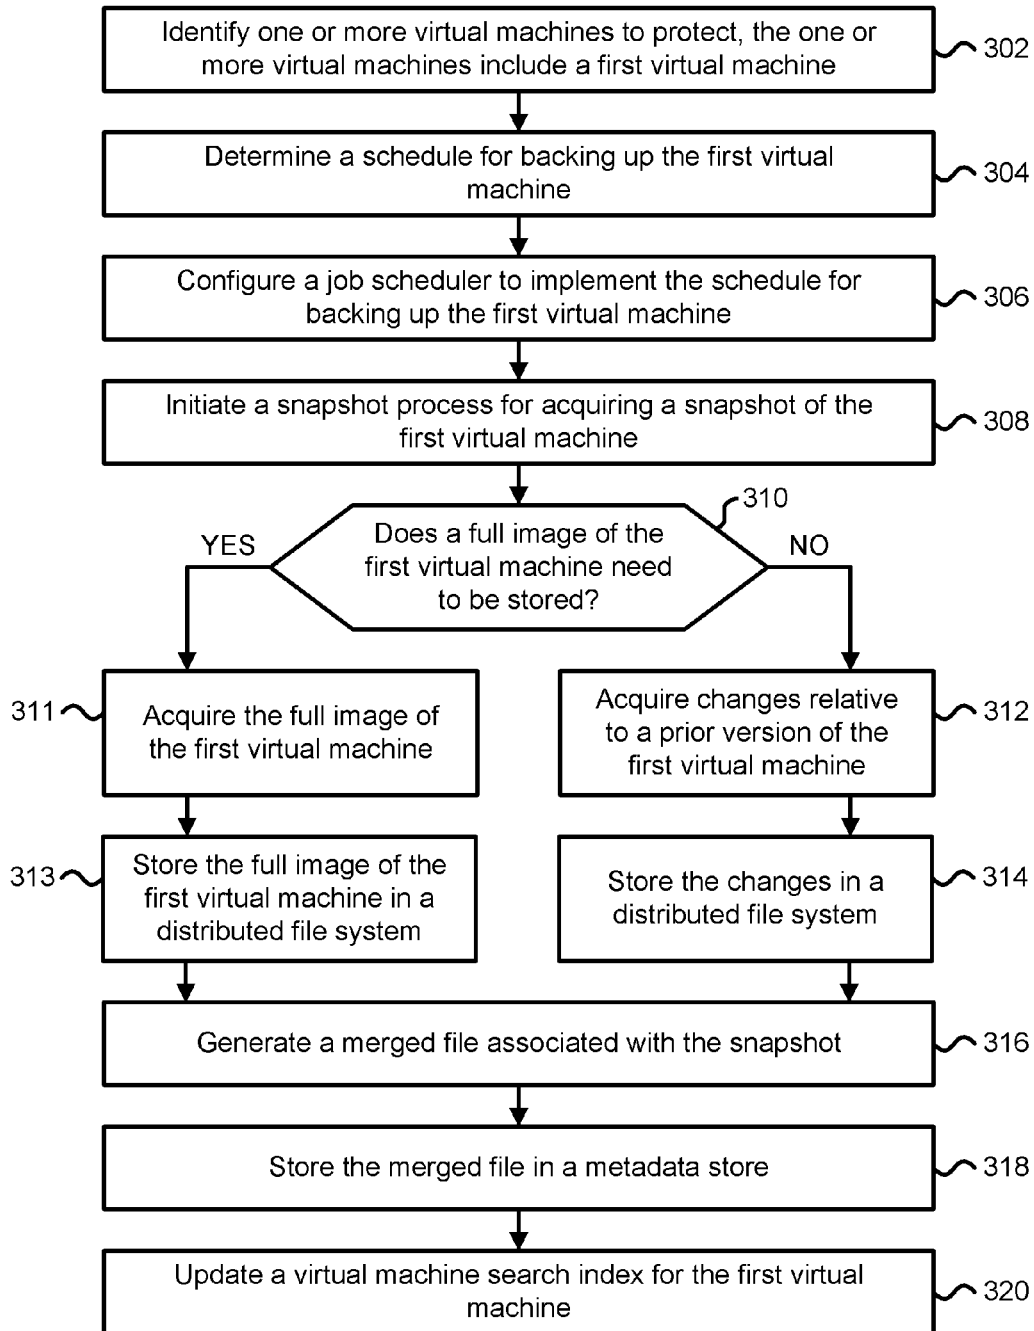 Identify one or more virtual machines to protect, the one or
more virtual machines include a first virtual machine
302
Determine a schedule for backing up the first virtual
machine
304
Configure a job scheduler to implement the schedule for
backing up the first virtual machine
306
Initiate a snapshot process for acquiring a snapshot of the
first virtual machine
308
310
Does a full image of the
first virtual machine need
to be stored?
YES
NO
311
Acquire the full image of
the first virtual machine
Acquire changes relative
to a prior version of the
first virtual machine
312
313
Store the full image of the
first virtual machine in a
distributed file system
Store the changes in a
distributed file system
314
Generate a merged file associated with the snapshot
316
Store the merged file in a metadata store
318
Update a virtual machine search index for the first virtual
machine
320